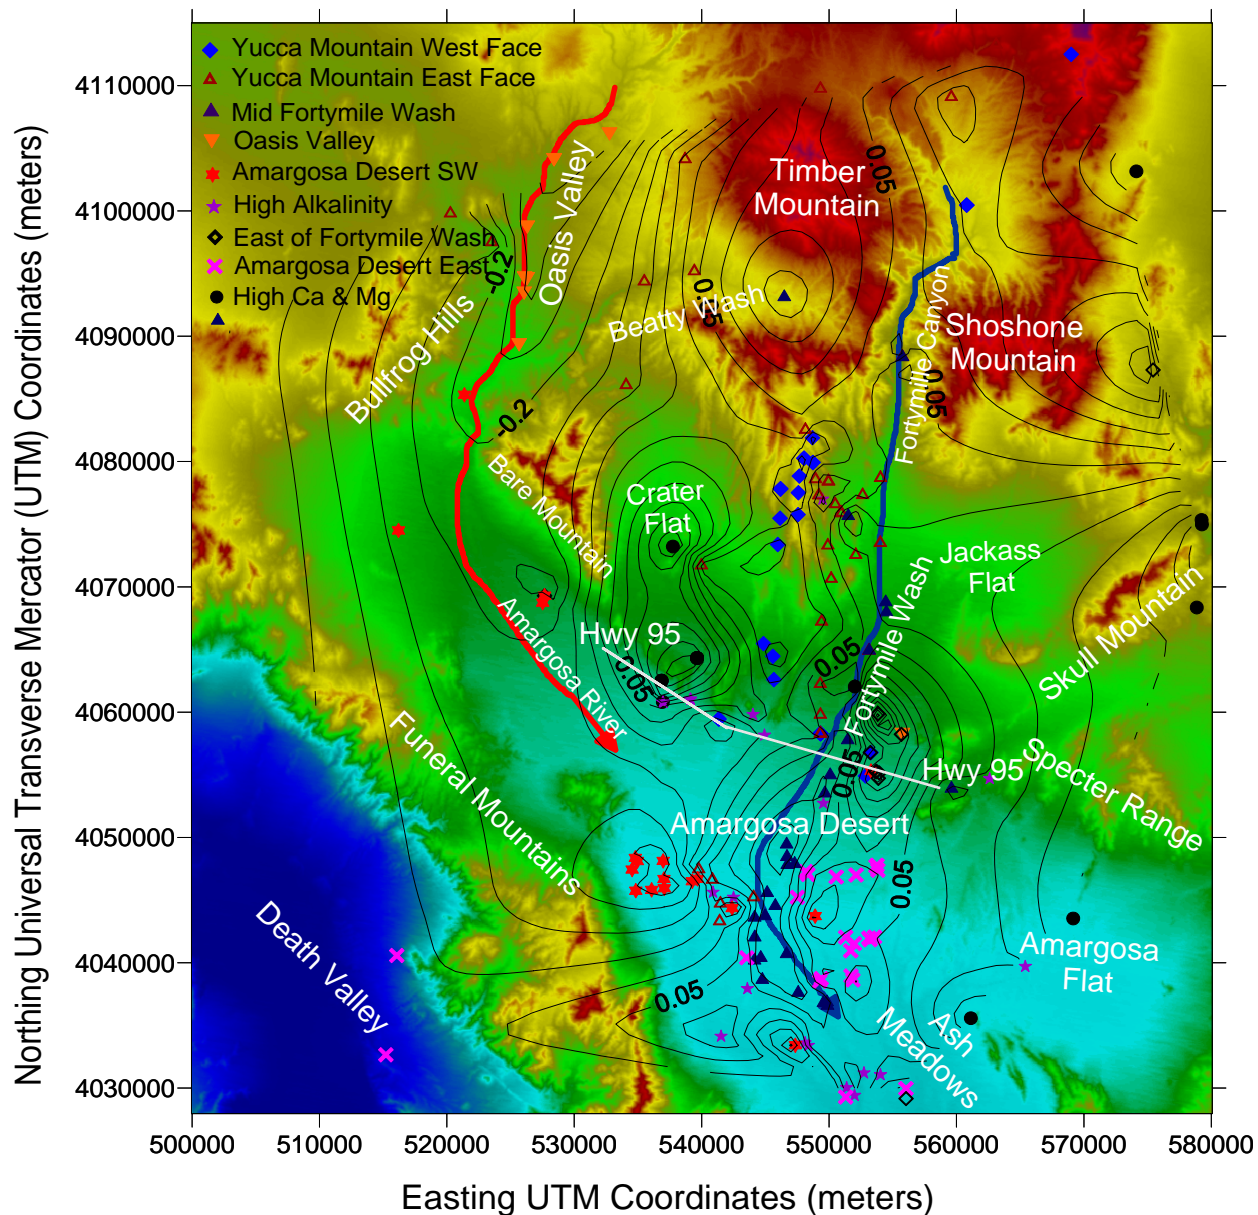 Yucca Mountain West Face
Yucca Mountain East Face
Mid Fortymile Wash
Oasis Valley
Amargosa Desert SW
High Alkalinity
East of Fortymile Wash
Amargosa Desert East
High Ca & Mg
4110000
4100000
4090000
4080000
4070000
4060000
4050000
4040000
4030000
Northing Universal Transverse Mercator (UTM) Coordinates (meters)
500000
510000
520000
530000
540000
550000
560000
570000
580000
Easting UTM Coordinates (meters)
Timber
Mountain
0.05
Oasis Valley
-0.2
Beatty Wash
0.05
Bullfrog Hills
Fortymile Canyon
Shoshone
Mountain
0.05
-0.2
Bare Mountain
Crater
Flat
Jackass
Flat
Skull Mountain
Amargosa River
Hwy 95
0.05
0.05
Fortymile Wash
0.05
Hwy 95
Specter Range
Funeral Mountains
Amargosa Desert
0.05
Death Valley
0.05
Amargosa
Flat
Ash
Meadows